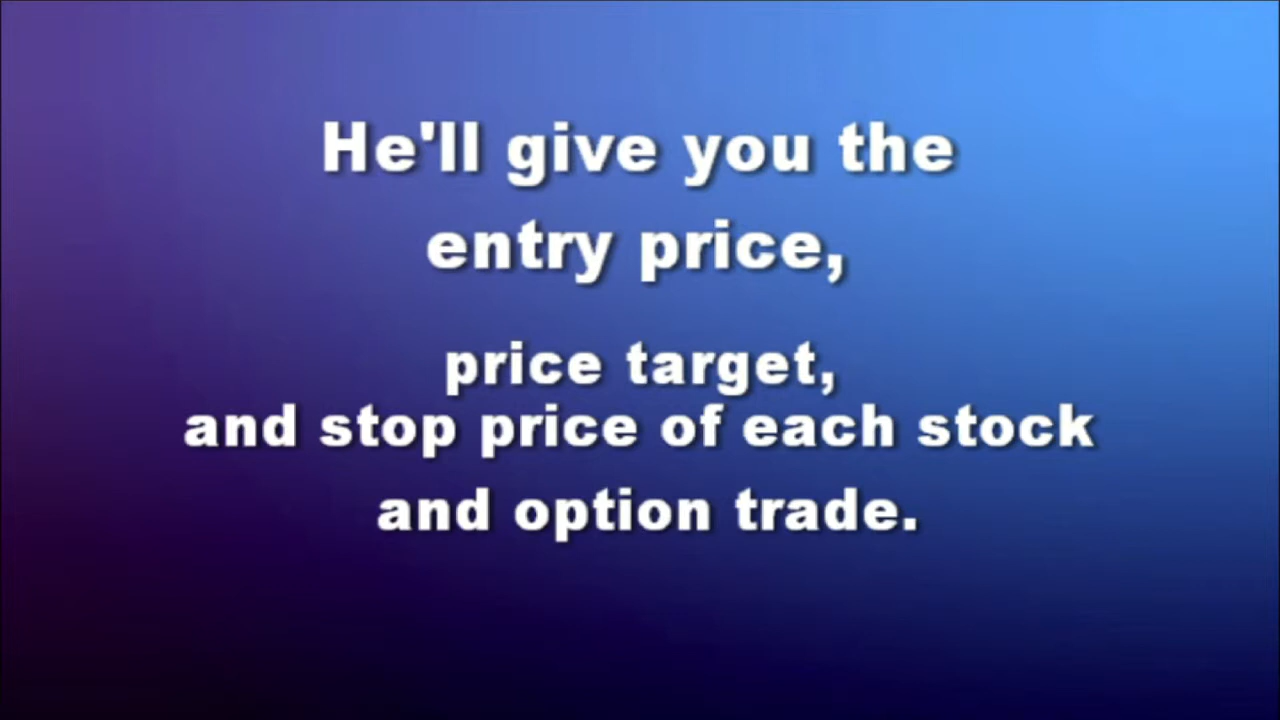 He'll give you the
entry price,
price target,
and stop price of each stock
and option trade.